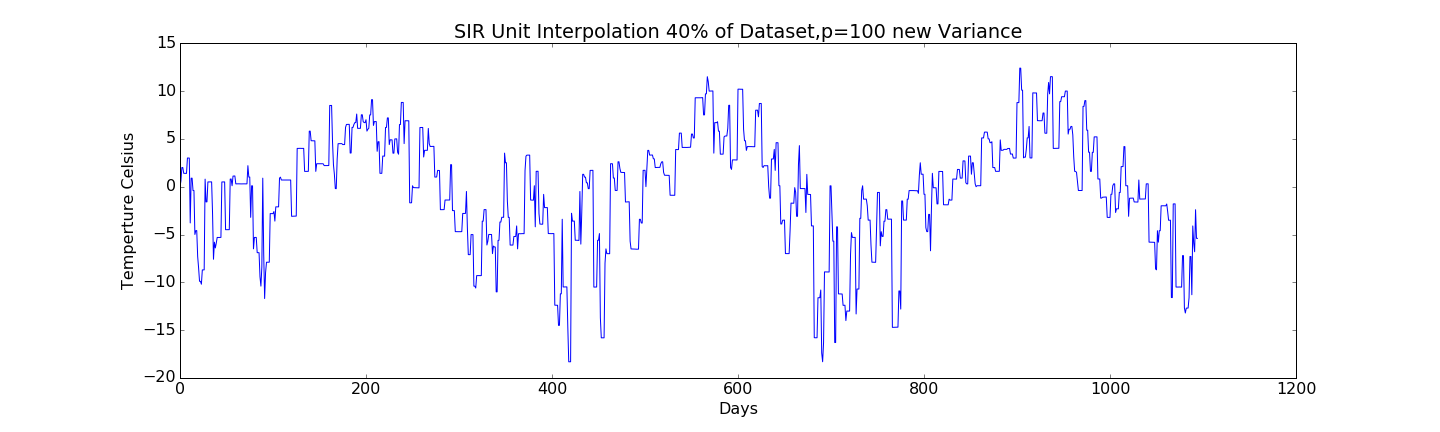 SIR Unit Interpolation 40% of Dataset,p=100 new Variance
15
10
5
0
−5
−10
−15
−20
Temperture Celsius
0 200 400 600 800 1000 1200
Days